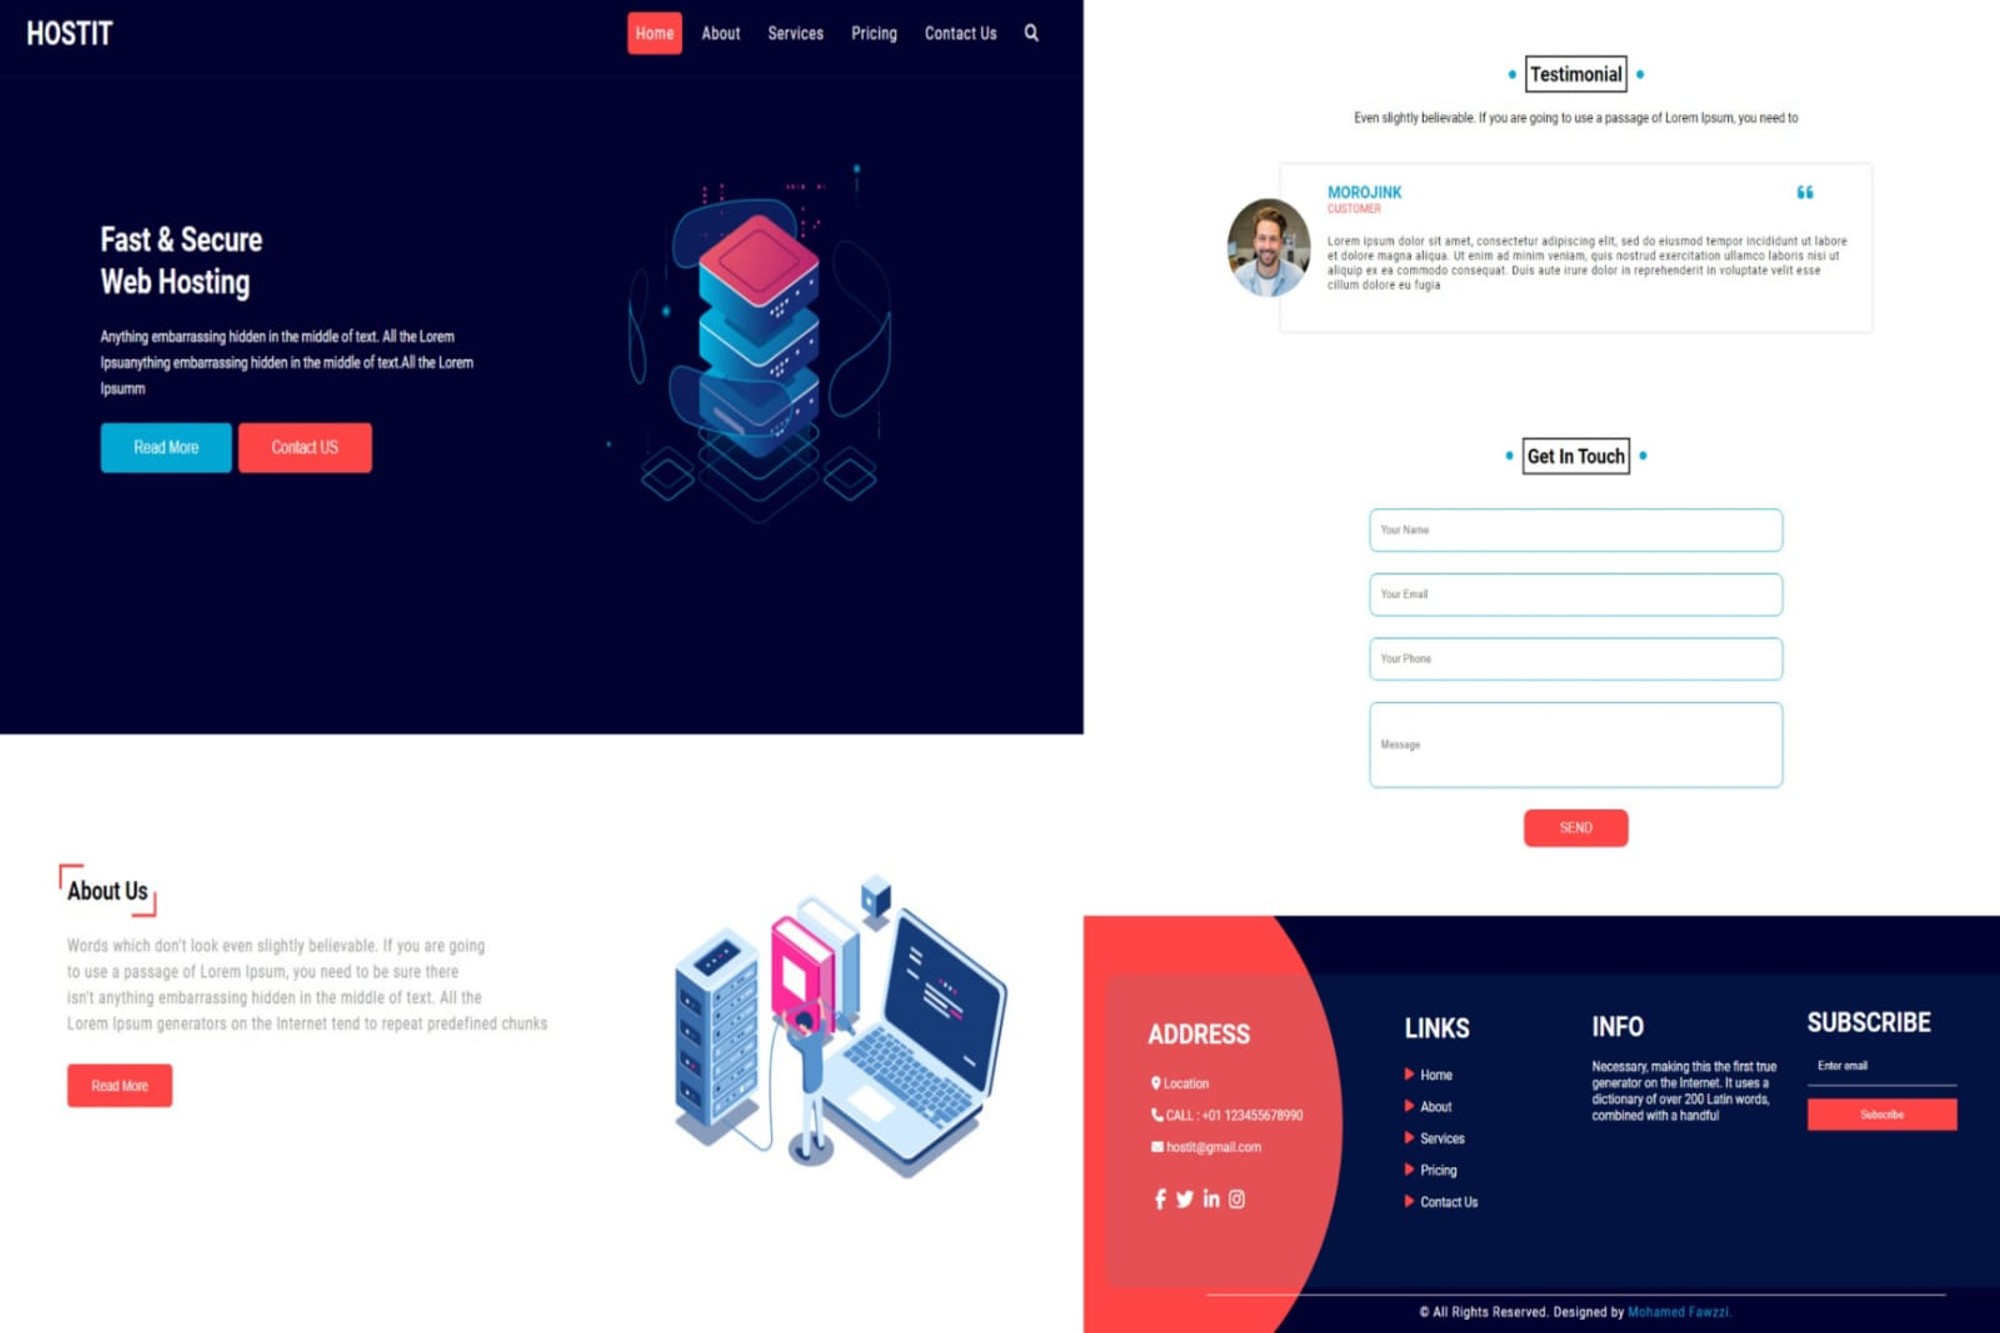 HOSTIT
Home
About
Services
Pricing
Contact Us
Fast & Secure
Web Hosting
Anything embarrassing hidden in the middle of text. All the Lorem
Ipsuanything embarrassing hidden in the middle of text.All the Lorem
Ipsumm
Read More
Contact US
About Us
Words which don't look even slightly believable. If you are going
to use a passage of Lorem Ipsum, you need to be sure there
isn't anything embarrassing hidden in the middle of text. All the
Lorem Ipsum generators on the Internet tend to repeat predefined chunks
Read More
Testimonial
Even slightly believable. If you are going to use a passage of Lorem Ipsum, you need to
MOROJINK
CUSTOMER
Lorem ipsum dolor sit amet, consectetur adipiscing elit, sed do eiusmod tempor incididunt ut labore
et dolore magna aliqua. Ut enim ad minim veniam, quis nostrud exercitation ullamco laboris nisi ut
aliquip ex ea commodo consequat. Duis aute irure dolor in reprehenderit in voluptate velit esse
cillum dolore eu fugia
Get In Touch
Your Name
Your Email
Your Phone
Message
SEND
ADDRESS
Location
CALL : +01 123455678990
hostit@gmail.com
LINKS
Home
About
Services
Pricing
Contact Us
INFO
Necessary, making this the first true
generator on the Internet. It uses a
dictionary of over 200 Latin words,
combined with a handful
SUBSCRIBE
Enter email
Subscribe
© All Rights Reserved. Designed by Mohamed Fawzzi.